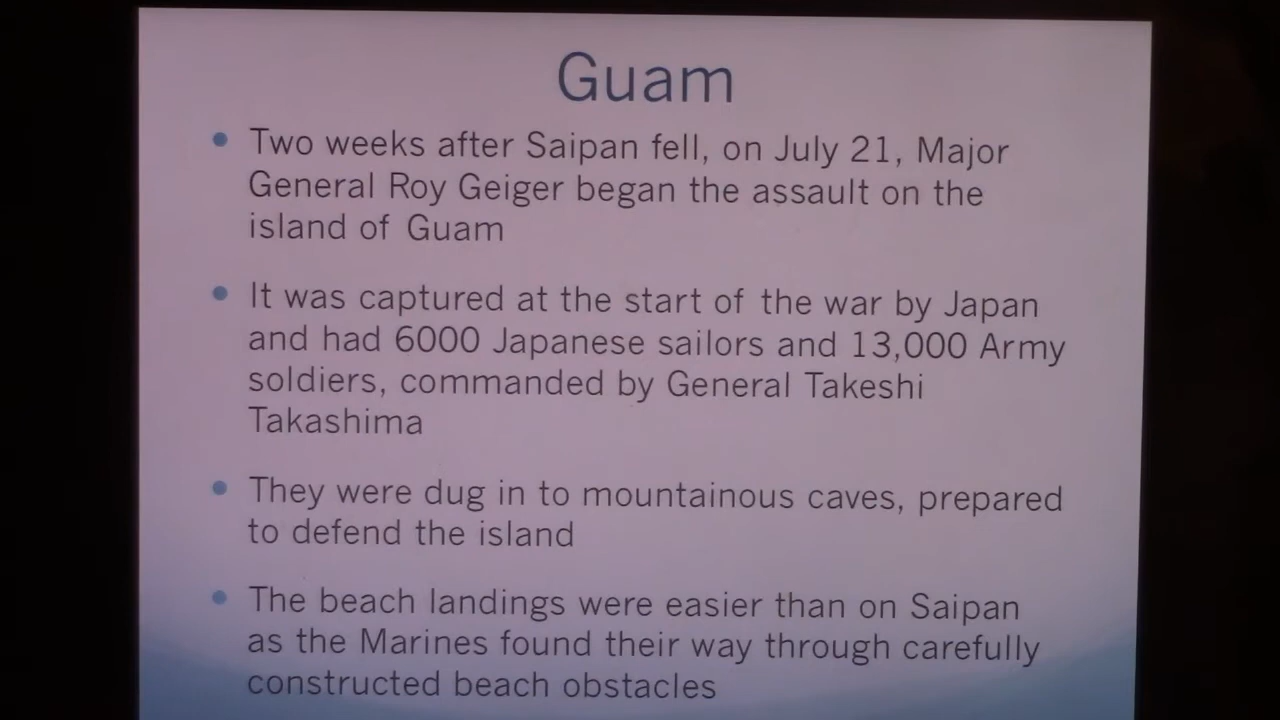 Guam
• Two weeks after Saipan fell, on July 21, Major
General Roy Geiger began the assault on the
island of Guam
• It was captured at the start of the war by Japan
and had 6000 Japanese sailors and 13,000 Army
soldiers, commanded by General Takeshi
Takashima
• They were dug in to mountainous caves, prepared
to defend the island
• The beach landings were easier than on Saipan
as the Marines found their way through carefully
constructed beach obstacles